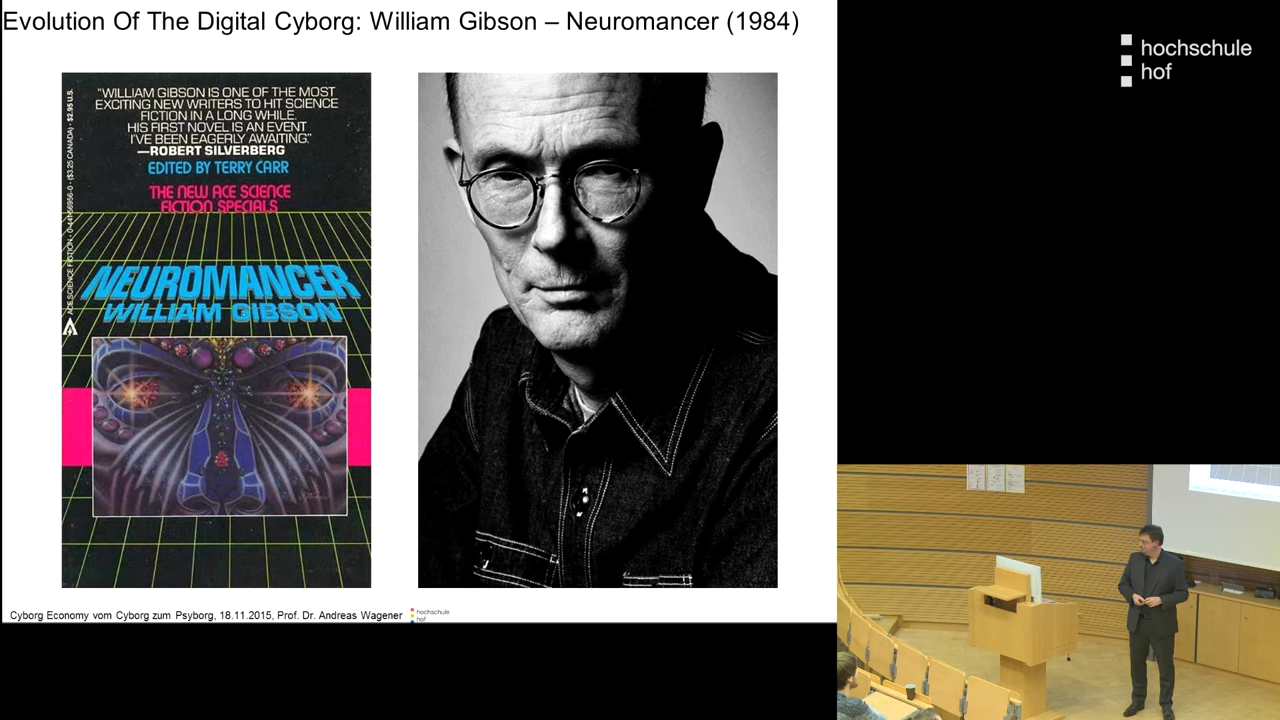 Evolution Of The Digital Cyborg: William Gibson – Neuromancer (1984)
hochschule
hof
"WILLIAM GIBSON IS ONE OF THE MOST
EXCITING NEW WRITERS TO HIT SCIENCE
FICTION IN A LONG WHILE.
HIS FIRST NOVEL IS AN EVENT
I'VE BEEN EAGERLY AWAITING."
—ROBERT SILVERBERG
EDITED BY TERRY CARR
THE NEW ACE SCIENCE
FICTION SPECIALS
NEUROMANCER
WILLIAM GIBSON
Cyborg Economy vom Cyborg zum Psyborg, 18.11.2015, Prof. Dr. Andreas Wagener
hochschule
hof